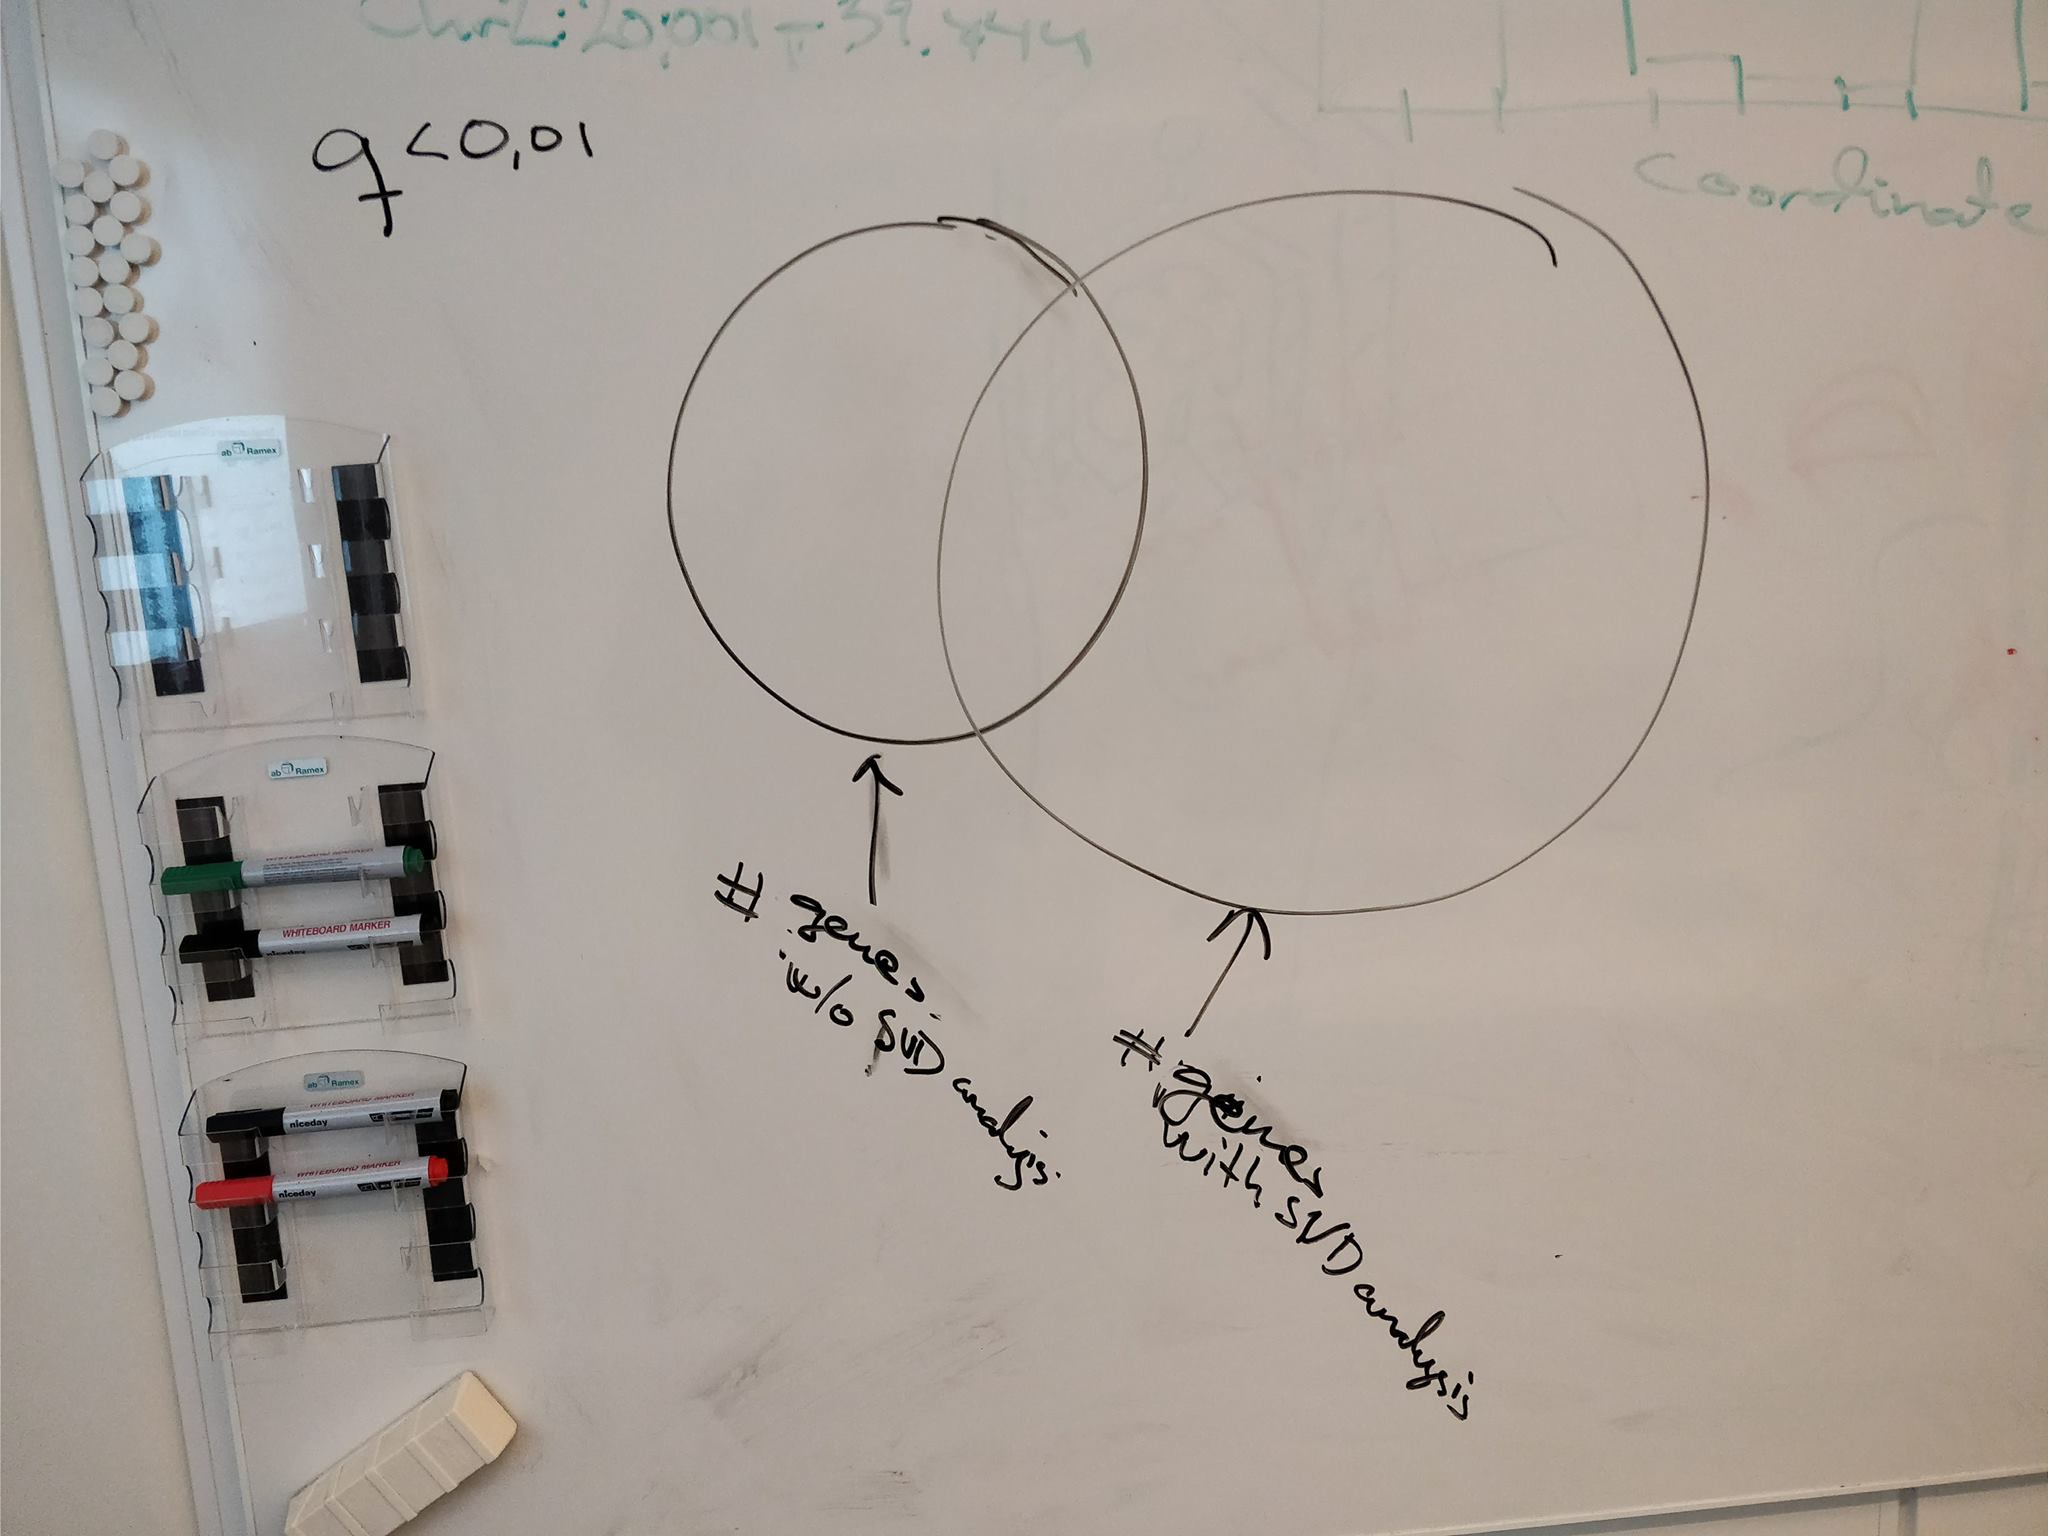 Chr2: 20,001 - 39,444
q < 0,01
Coordinate
# genes
w/o SVD analysis.
# genes
with SVD analysis
ab Ramex
ab Ramex
WHITEBOARD MARKER
WHITEBOARD MARKER
niceday
ab Ramex
WHITEBOARD MARKER
niceday
WHITEBOARD MARKER
niceday